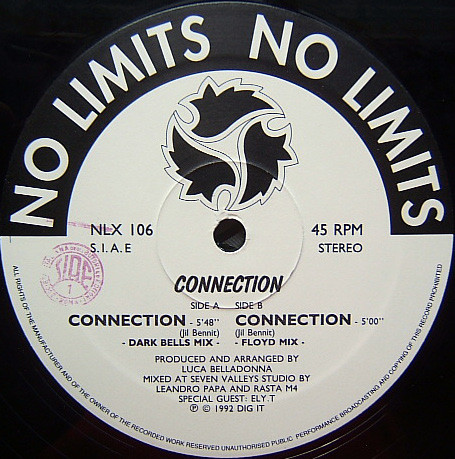 NO LIMITS NO LIMITS
NLX 106
S.I.A.E
45 RPM
STEREO
CONNECTION
SIDE A SIDE B
CONNECTION - 5'48" CONNECTION - 5'00"
(Jil Bennit) (Jil Bennit)
- DARK BELLS MIX - - FLOYD MIX -
PRODUCED AND ARRANGED BY
LUCA BELLADONNA
MIXED AT SEVEN VALLEYS STUDIO BY
LEANDRO PAPA AND RASTA M4
SPECIAL GUEST: ELY.T
Ⓟ © 1992 DIG IT
ALL RIGHTS OF THE MANUFACTURER AND OF THE OWNER OF THE RECORDED WORK RESERVED UNAUTHORISED PUBLIC PERFORMANCE BROADCASTING AND COPYING OF THIS RECORD PROHIBITED